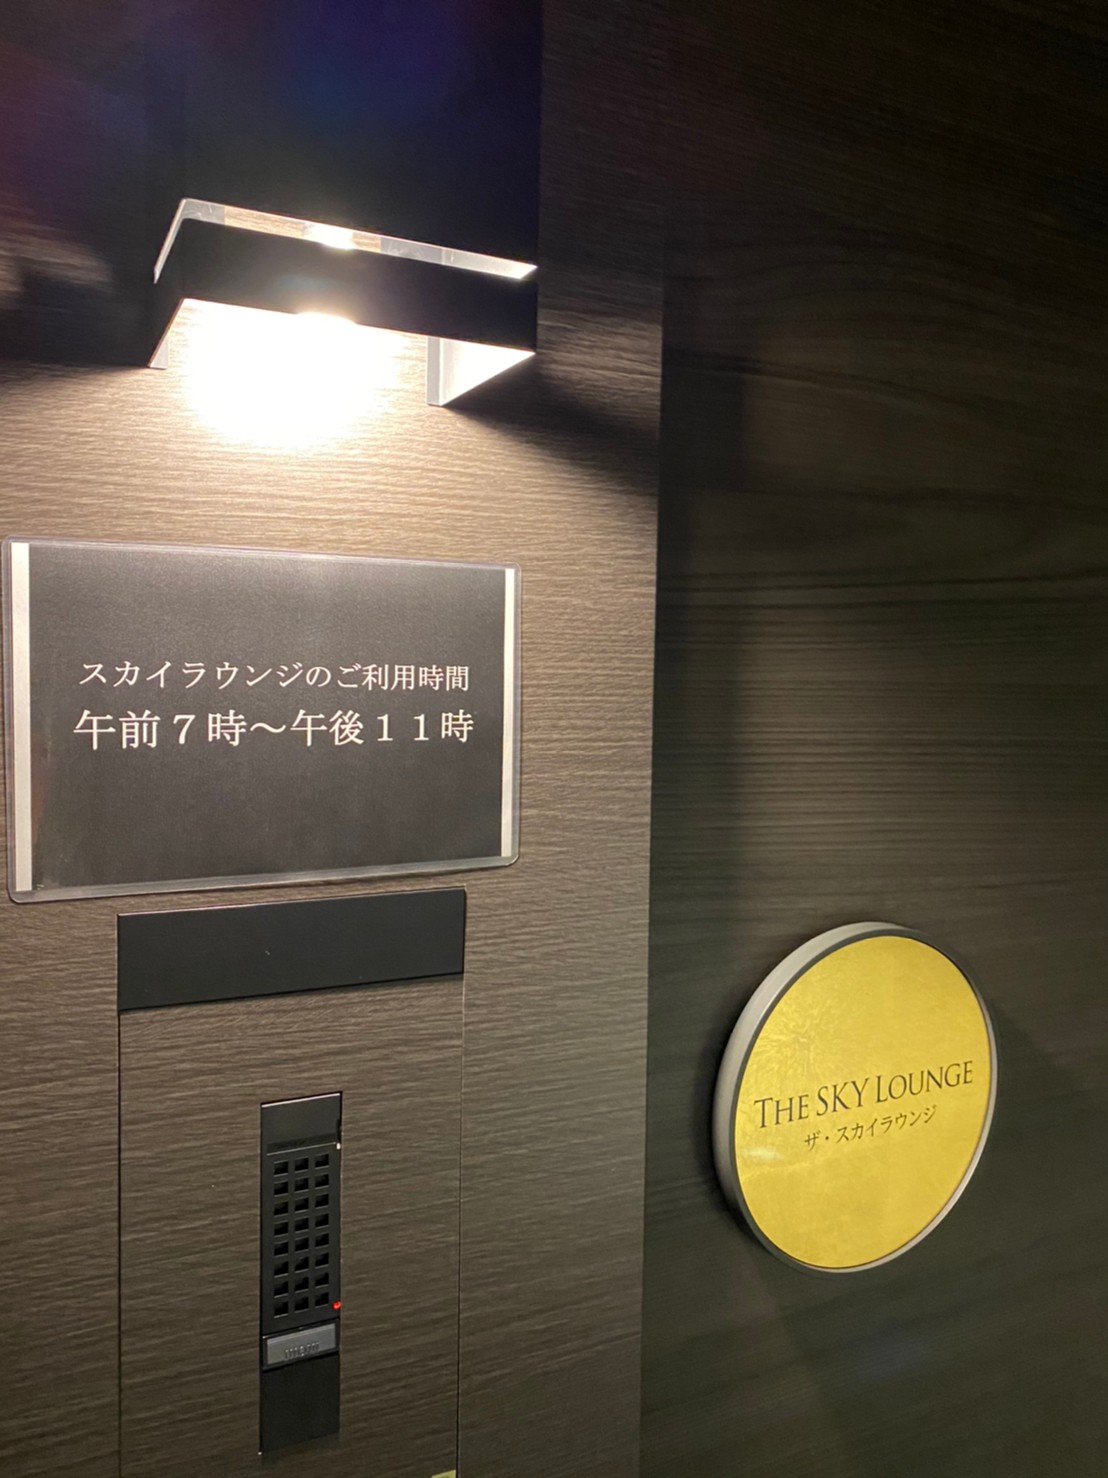 スカイラウンジのご利用時間
午前７時～午後１１時
THE SKY LOUNGE
ザ・スカイラウンジ